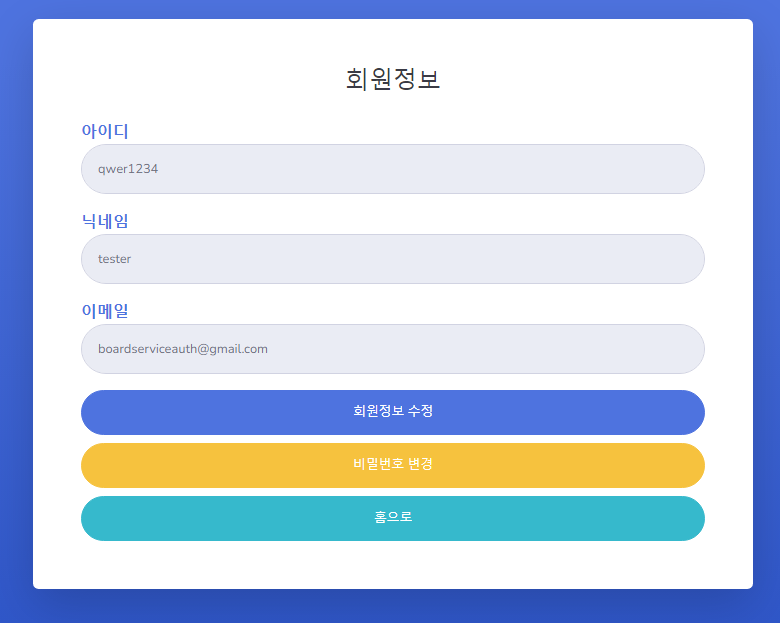 회원정보
아이디
qwer1234
닉네임
tester
이메일
boardserviceauth@gmail.com
회원정보 수정
비밀번호 변경
홈으로